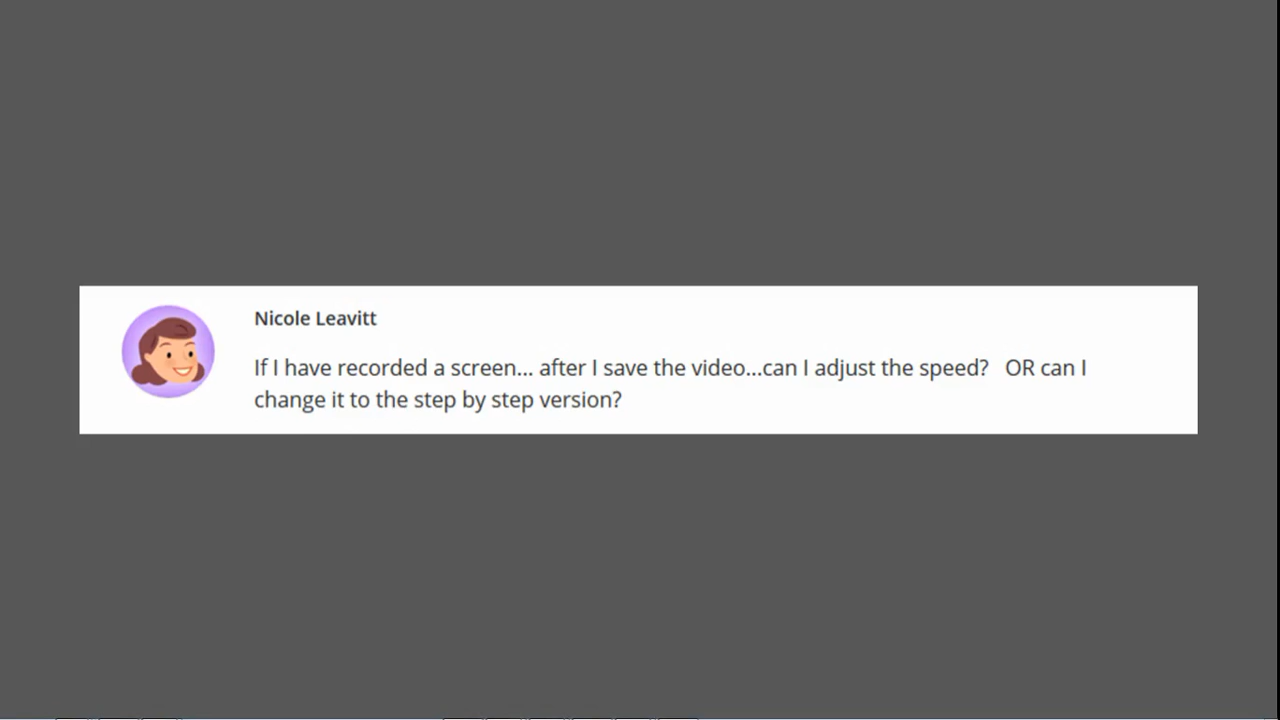 Nicole Leavitt
If I have recorded a screen... after I save the video...can I adjust the speed?   OR can I
change it to the step by step version?